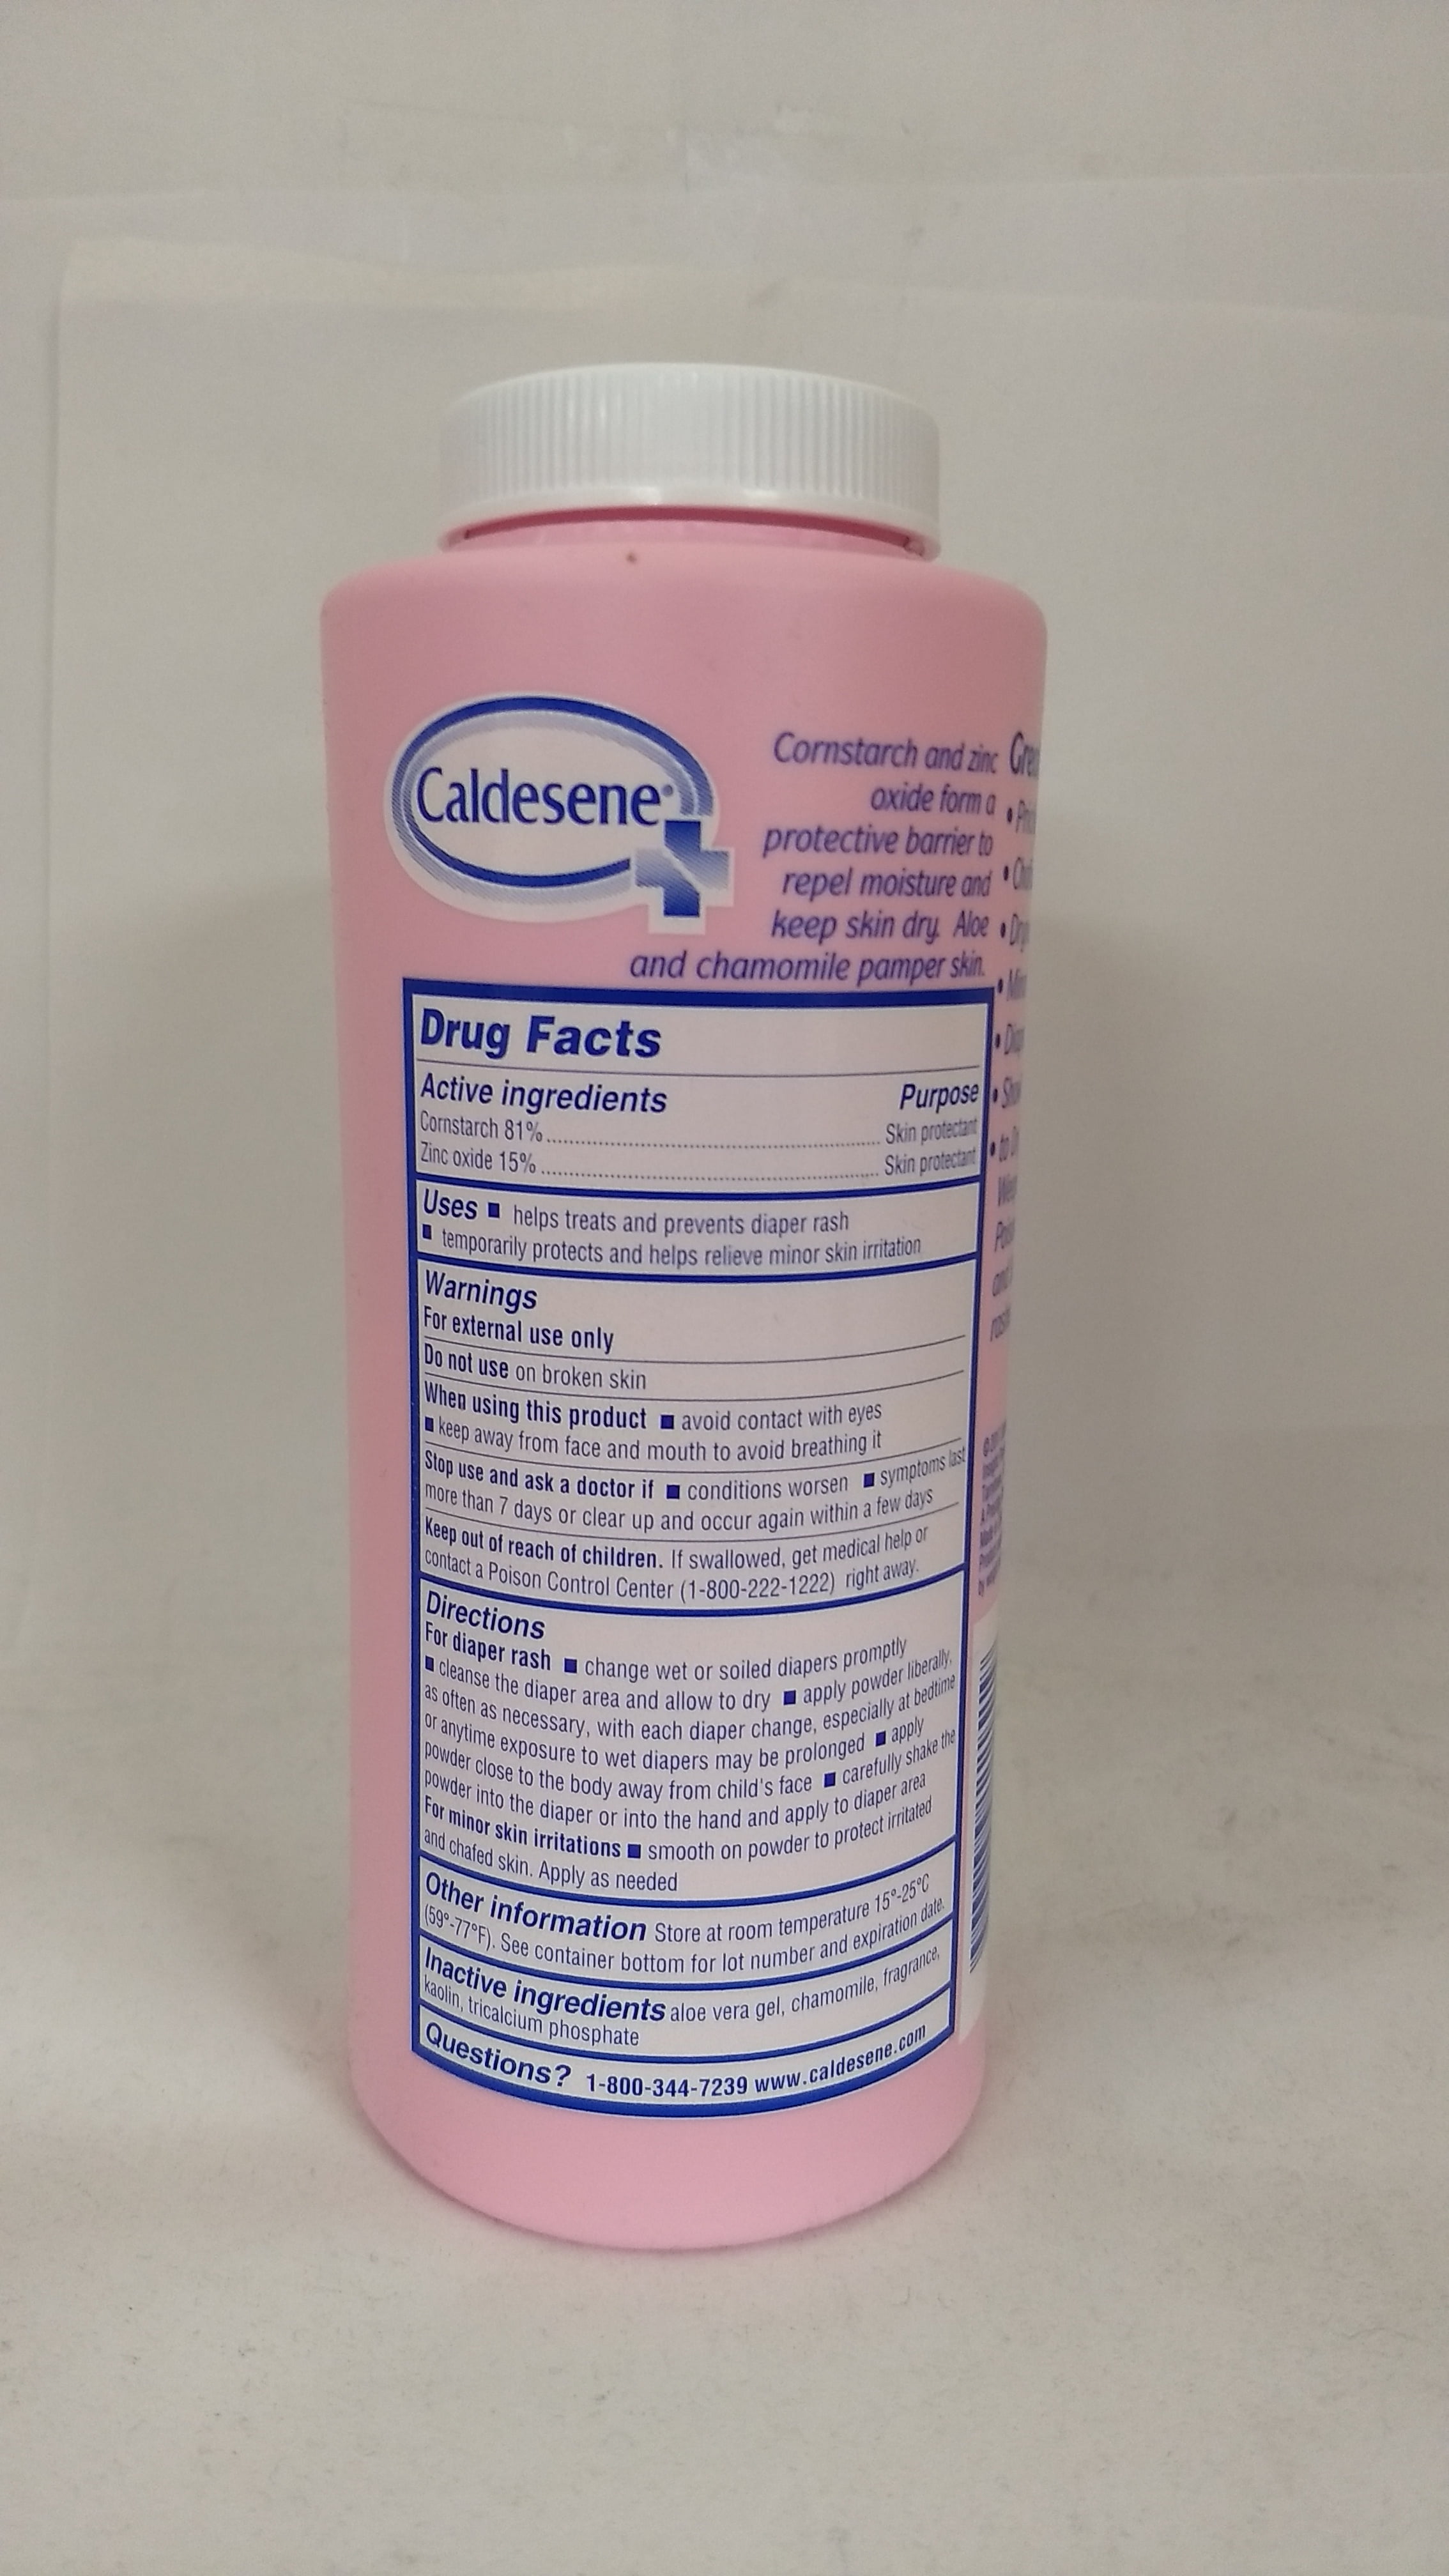 Caldesene®
Cornstarch and zinc
oxide form a
protective barrier to
repel moisture and
keep skin dry. Aloe
and chamomile pamper skin.
Drug Facts
Active ingredients Purpose
Cornstarch 81%........................................................ Skin protectant
Zinc oxide 15%......................................................... Skin protectant
Uses ■ helps treats and prevents diaper rash
■ temporarily protects and helps relieve minor skin irritation
Warnings
For external use only
Do not use on broken skin
When using this product ■ avoid contact with eyes
■ keep away from face and mouth to avoid breathing it
Stop use and ask a doctor if ■ conditions worsen ■ symptoms last
more than 7 days or clear up and occur again within a few days
Keep out of reach of children. If swallowed, get medical help or
contact a Poison Control Center (1-800-222-1222) right away.
Directions
For diaper rash ■ change wet or soiled diapers promptly
■ cleanse the diaper area and allow to dry ■ apply powder liberally,
as often as necessary, with each diaper change, especially at bedtime
or anytime exposure to wet diapers may be prolonged ■ apply
powder close to the body away from child's face ■ carefully shake the
powder into the diaper or into the hand and apply to diaper area
For minor skin irritations ■ smooth on powder to protect irritated
and chafed skin. Apply as needed
Other information Store at room temperature 15°-25°C
(59°-77°F). See container bottom for lot number and expiration date.
Inactive ingredients aloe vera gel, chamomile, fragrance,
kaolin, tricalcium phosphate
Questions? 1-800-344-7239 www.caldesene.com